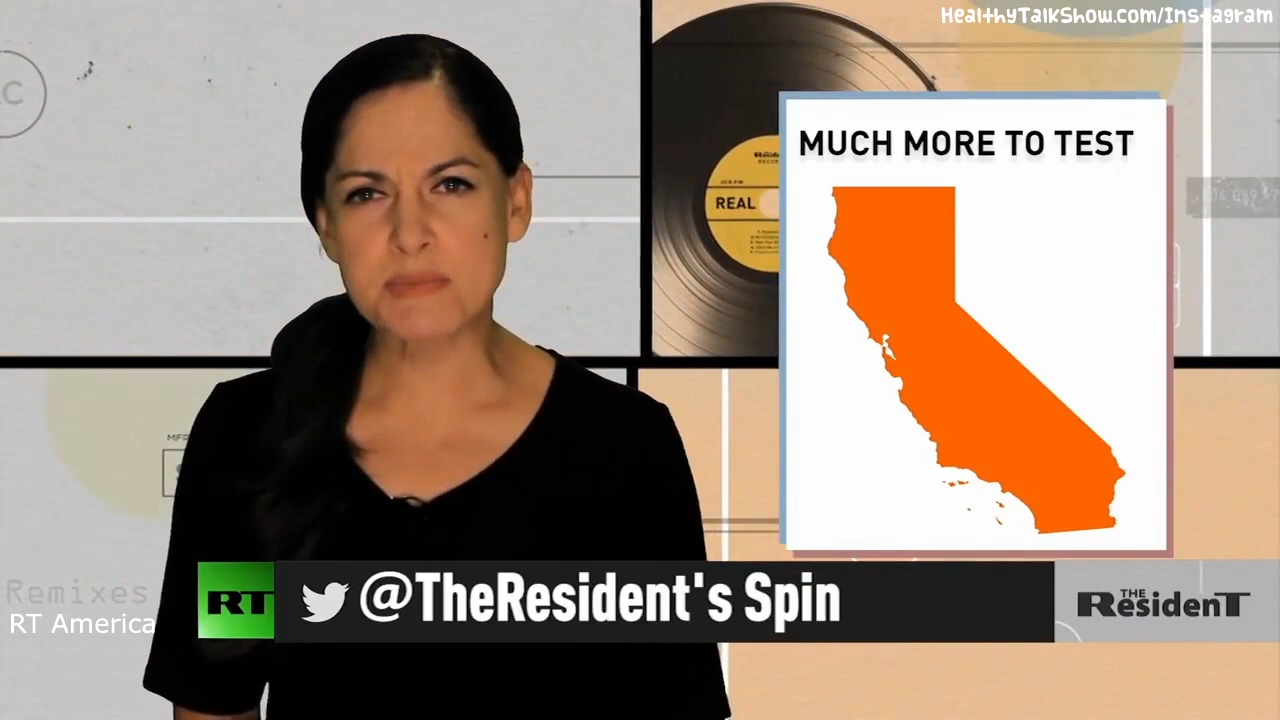 HealthyTalkShow.com/Instagram
MUCH MORE TO TEST
REAL
Remixes
RT America
RT
@TheResident's Spin
THE
ResidenT